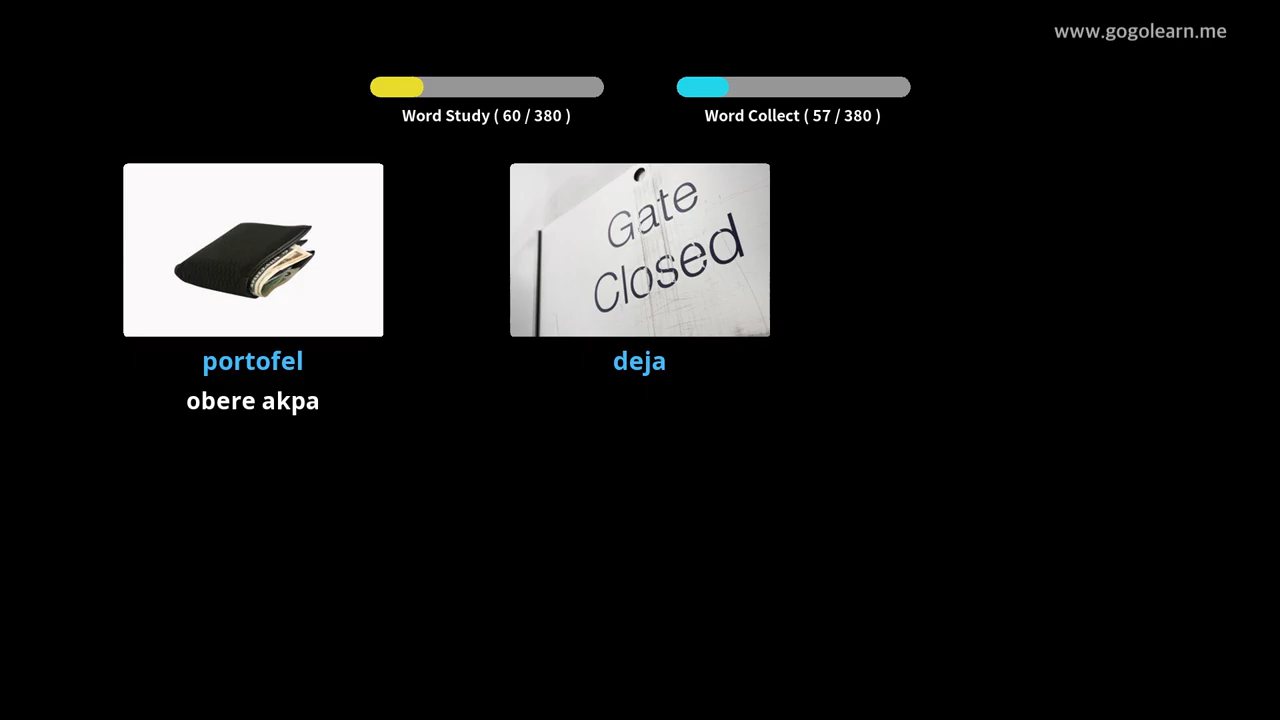 www.gogolearn.me
Word Study ( 60 / 380 )
Word Collect ( 57 / 380 )
Gate
Closed
portofel
deja
obere akpa